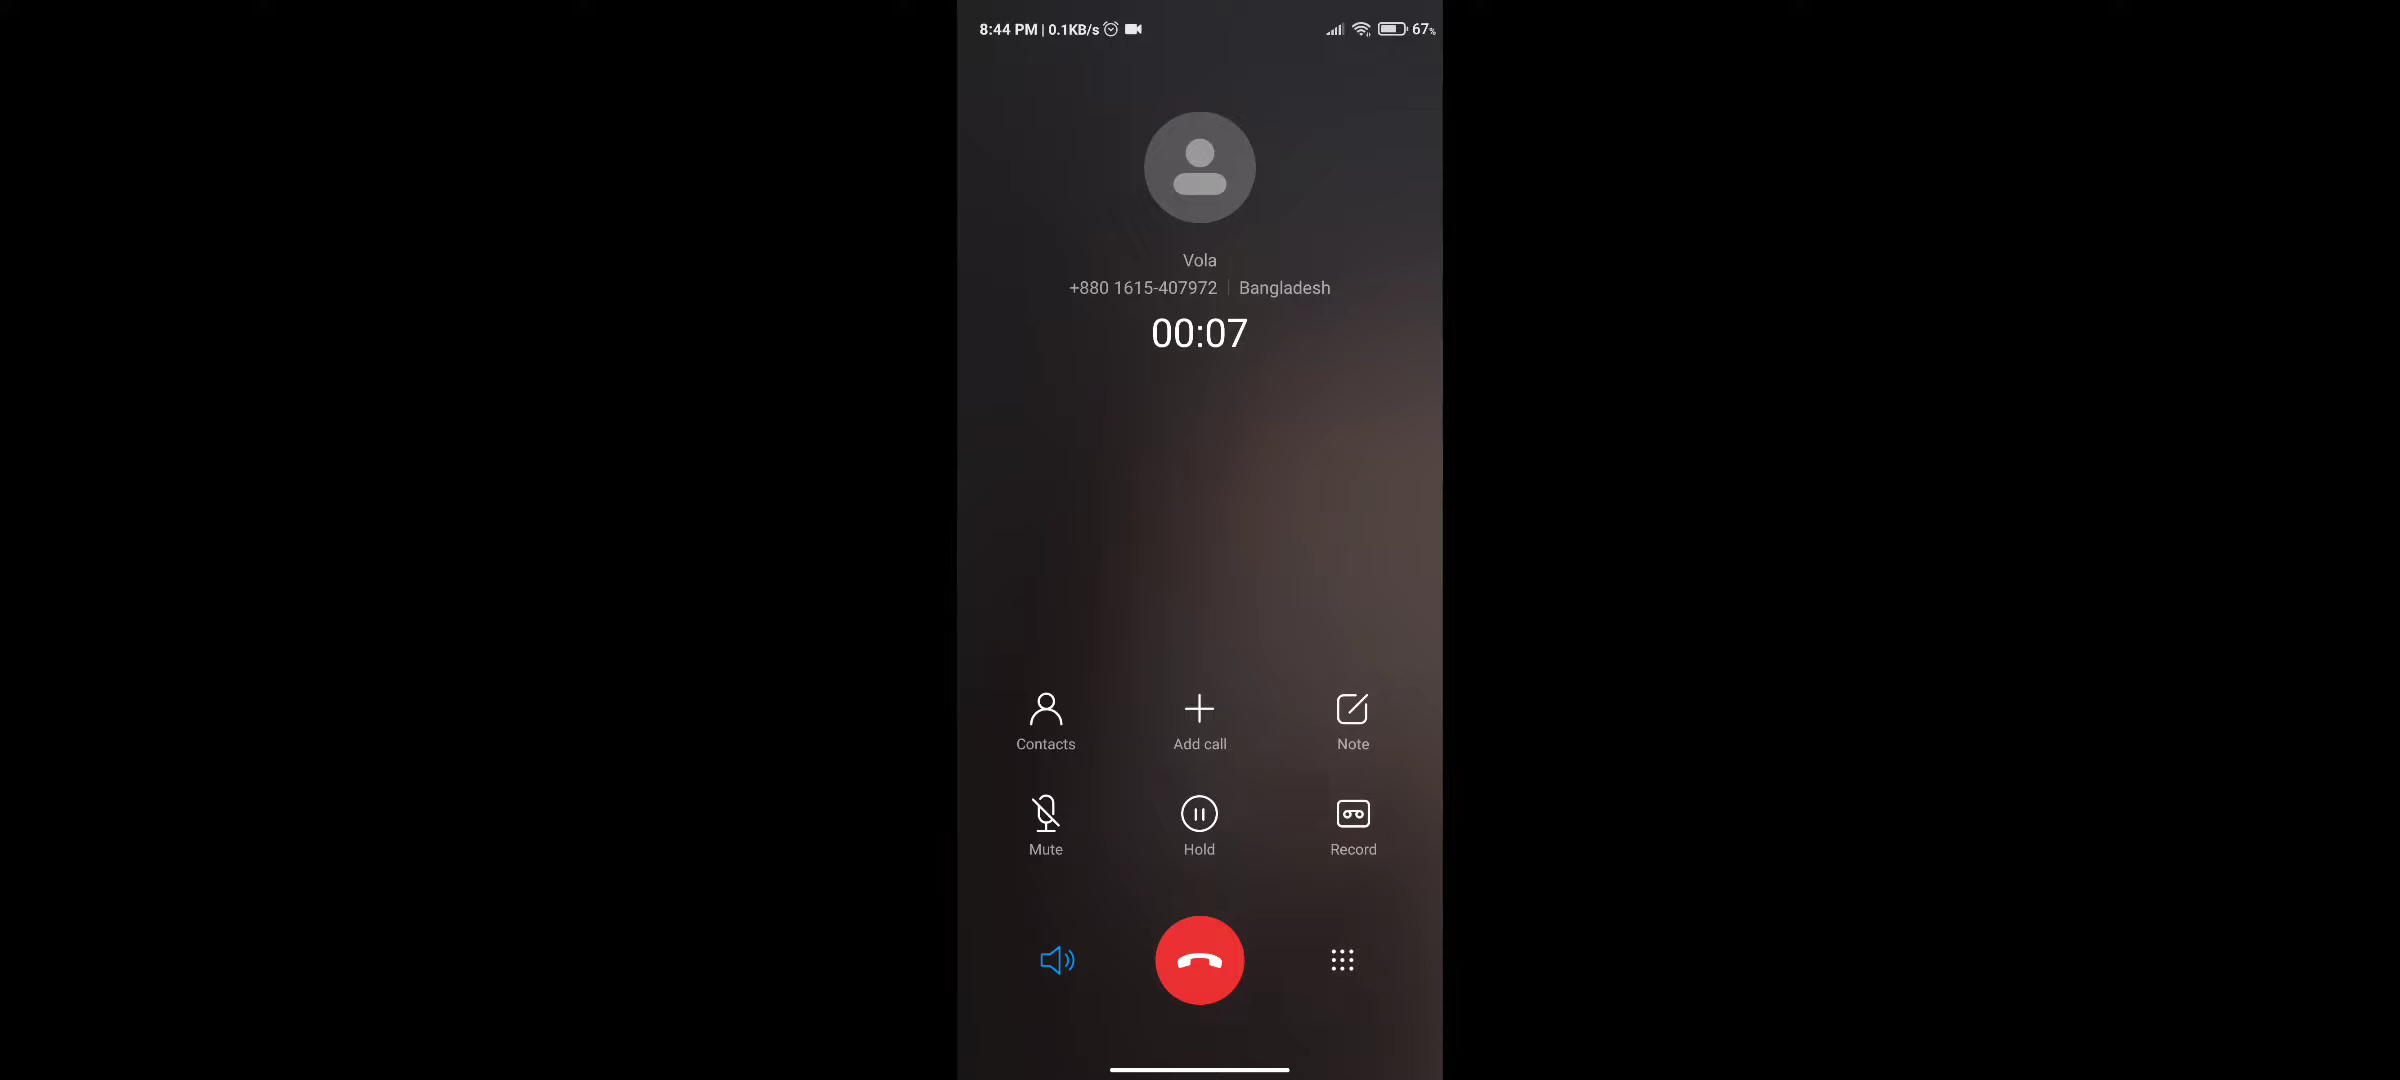 8:44 PM | 0.1KB/s
67%
Vola
+880 1615-407972 | Bangladesh
00:07
Contacts
Add call
Note
Mute
Hold
Record